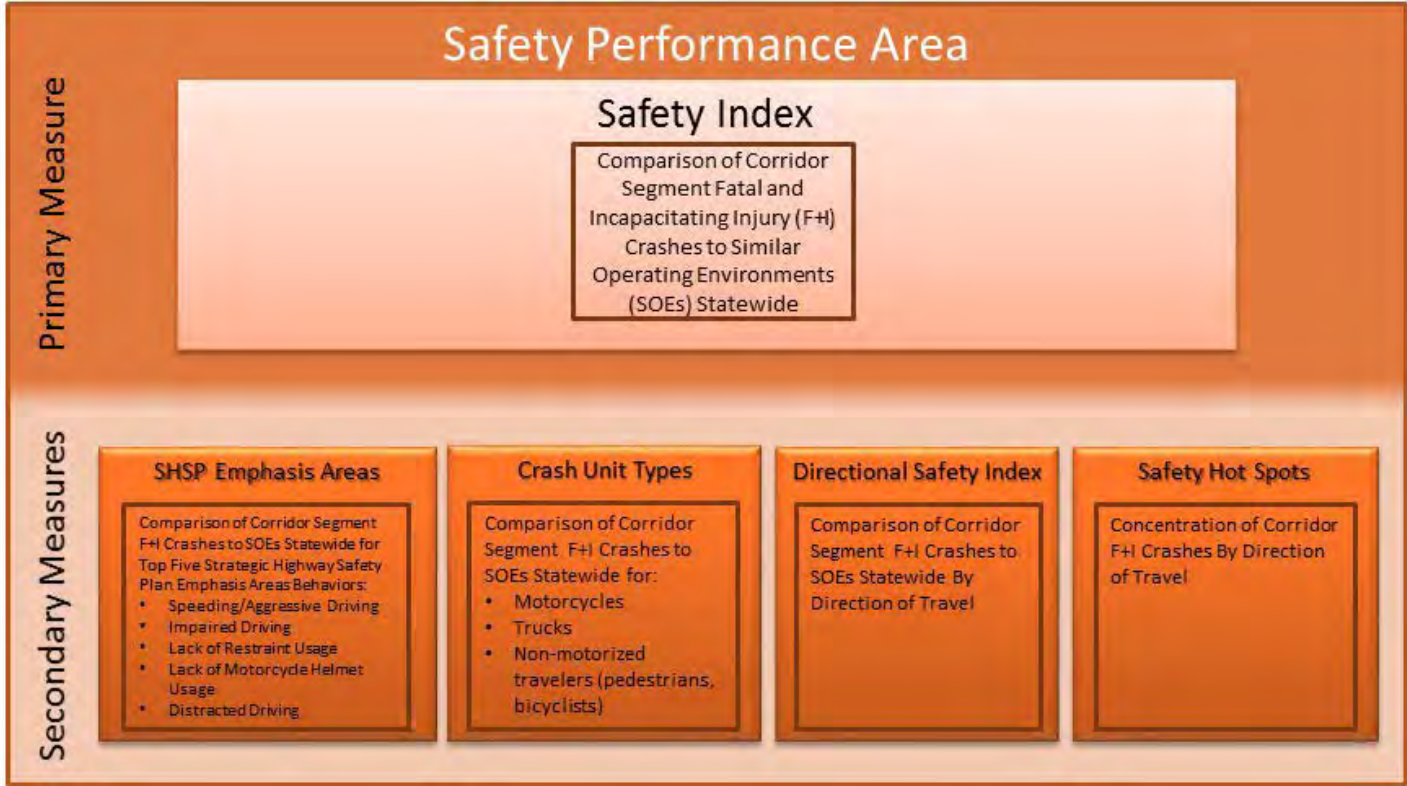 Safety Performance Area
Primary Measure
Safety Index
Comparison of Corridor
Segment Fatal and
Incapacitating Injury (F+I)
Crashes to Similar
Operating Environments
(SOEs) Statewide
Secondary Measures
SHSP Emphasis Areas
Comparison of Corridor Segment
F+I Crashes to SOEs Statewide for
Top Five Strategic Highway Safety
Plan Emphasis Areas Behaviors:
• Speeding/Aggressive Driving
• Impaired Driving
• Lack of Restraint Usage
• Lack of Motorcycle Helmet
Usage
• Distracted Driving
Crash Unit Types
Comparison of Corridor
Segment F+I Crashes to
SOEs Statewide for:
• Motorcycles
• Trucks
• Non-motorized
travelers (pedestrians,
bicyclists)
Directional Safety Index
Comparison of Corridor
Segment F+I Crashes to
SOEs Statewide By
Direction of Travel
Safety Hot Spots
Concentration of Corridor
F+I Crashes By Direction
of Travel